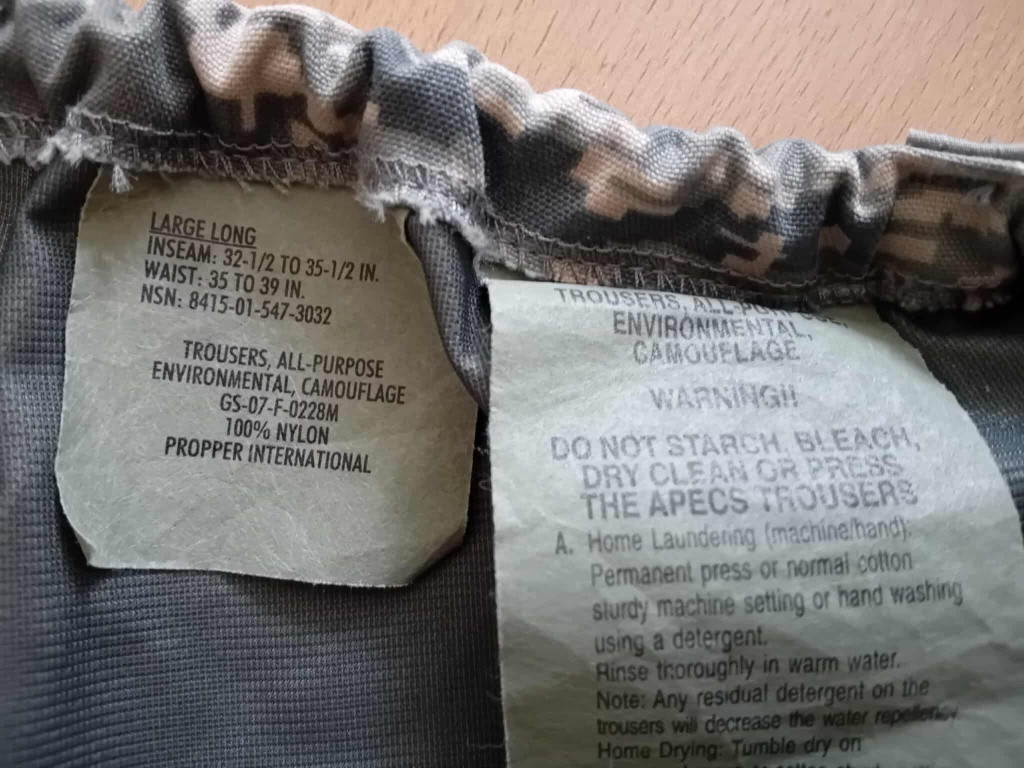 LARGE LONG
INSEAM: 32-1/2 TO 35-1/2 IN.
WAIST: 35 TO 39 IN.
NSN: 8415-01-547-3032
TROUSERS, ALL-PURPOSE
ENVIRONMENTAL, CAMOUFLAGE
GS-07-F-0228M
100% NYLON
PROPPER INTERNATIONAL
TROUSERS, ALL-PURPOSE,
ENVIRONMENTAL,
CAMOUFLAGE
WARNING!!
DO NOT STARCH, BLEACH,
DRY CLEAN OR PRESS
THE APECS TROUSERS
A. Home Laundering (machine/hand):
Permanent press or normal cotton
sturdy machine setting or hand washing
using a detergent.
Rinse thoroughly in warm water.
Note: Any residual detergent on the
trousers will decrease the water repellency.
Home Drying: Tumble dry on